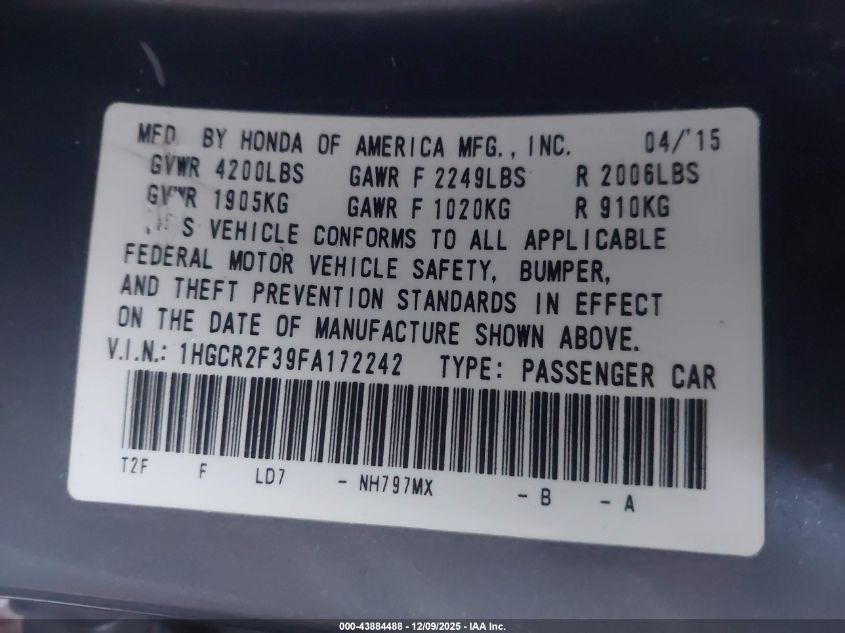 MFD BY HONDA OF AMERICA MFG., INC. 04/'15
GVWR 4200LBS GAWR F 2249LBS R 2006LBS
GVWR 1905KG GAWR F 1020KG R 910KG
VEHICLE CONFORMS TO ALL APPLICABLE
FEDERAL MOTOR VEHICLE SAFETY, BUMPER,
AND THEFT PREVENTION STANDARDS IN EFFECT
ON THE DATE OF MANUFACTURE SHOWN ABOVE.
V.I.N.: 1HGCR2F39FA172242 TYPE: PASSENGER CAR
T2F F LD7 - NH797MX - B - A
000-43884488 - 12/09/2025 - IAA Inc.